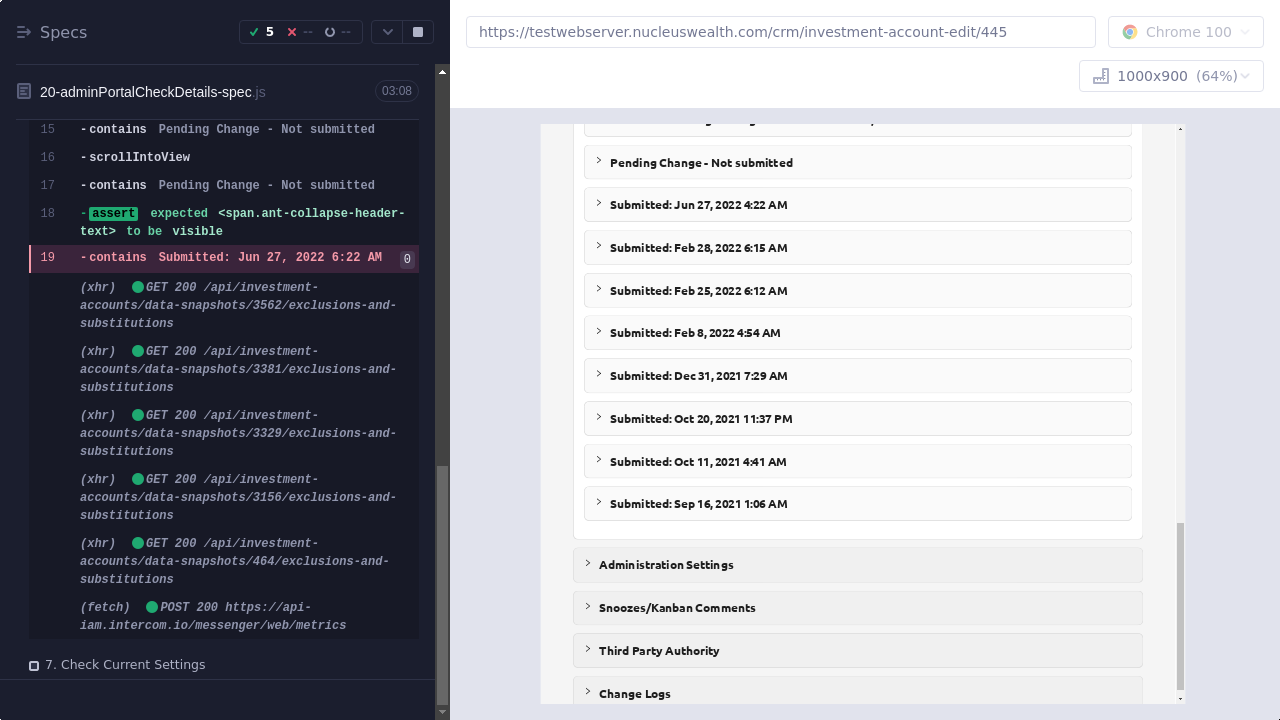 Specs
5
--
--
20-adminPortalCheckDetails-spec.js
03:08
15 -contains Pending Change - Not submitted
16 -scrollIntoView
17 -contains Pending Change - Not submitted
18 -assert expected <span.ant-collapse-header-
text> to be visible
19 -contains Submitted: Jun 27, 2022 6:22 AM 0
(xhr) GET 200 /api/investment-
accounts/data-snapshots/3562/exclusions-and-
substitutions
(xhr) GET 200 /api/investment-
accounts/data-snapshots/3381/exclusions-and-
substitutions
(xhr) GET 200 /api/investment-
accounts/data-snapshots/3329/exclusions-and-
substitutions
(xhr) GET 200 /api/investment-
accounts/data-snapshots/3156/exclusions-and-
substitutions
(xhr) GET 200 /api/investment-
accounts/data-snapshots/464/exclusions-and-
substitutions
(fetch) POST 200 https://api-
iam.intercom.io/messenger/web/metrics
7. Check Current Settings
https://testwebserver.nucleuswealth.com/crm/investment-account-edit/445
Chrome 100
1000x900 (64%)
Pending Change - Not submitted
Submitted: Jun 27, 2022 4:22 AM
Submitted: Feb 28, 2022 6:15 AM
Submitted: Feb 25, 2022 6:12 AM
Submitted: Feb 8, 2022 4:54 AM
Submitted: Dec 31, 2021 7:29 AM
Submitted: Oct 20, 2021 11:37 PM
Submitted: Oct 11, 2021 4:41 AM
Submitted: Sep 16, 2021 1:06 AM
Administration Settings
Snoozes/Kanban Comments
Third Party Authority
Change Logs